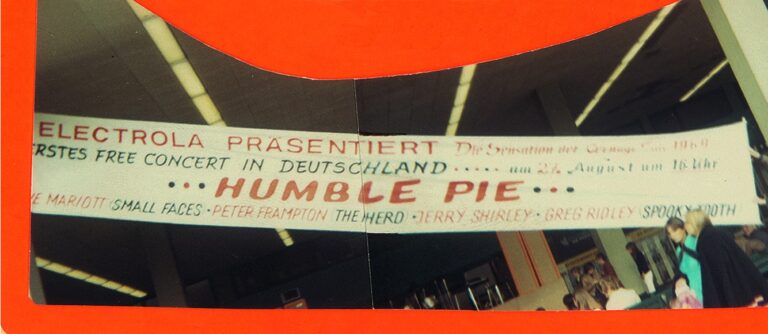 ELECTROLA PRÄSENTIERT Die Sensation der 1969
ERSTES FREE CONCERT IN DEUTSCHLAND ..... am August um 16 Uhr
... HUMBLE PIE ...
VE MARIOTT SMALL FACES · PETER FRAMPTON THE HERD · JERRY SHIRLEY · GREG RIDLEY SPOOKY TOOTH